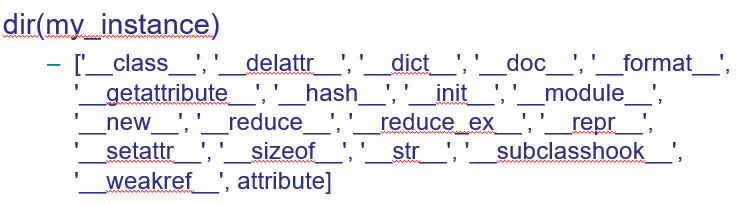 dir(my_instance)
– ['__class__', '__delattr__', '__dict__', '__doc__', '__format__',
'__getattribute__', '__hash__', '__init__', '__module__',
'__new__', '__reduce__', '__reduce_ex__', '__repr__',
'__setattr__', '__sizeof__', '__str__', '__subclasshook__',
'__weakref__', attribute]